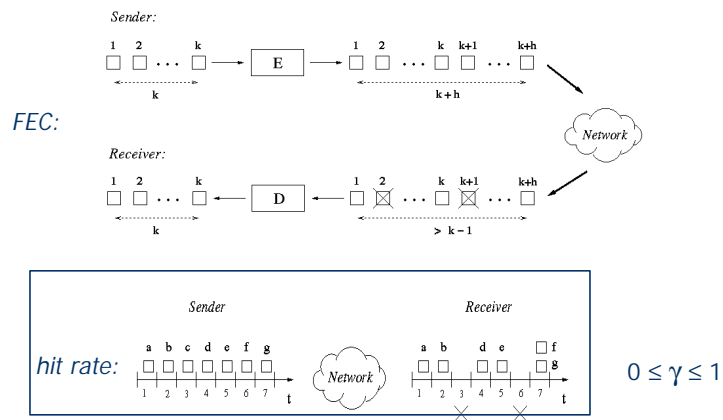 Sender:
1 2 ... k 1 2 ... k k+1 ... k+h
E
k k+h
FEC:
Network
Receiver:
1 2 ... k 1 2 ... k k+1 ... k+h
D
k > k-1
Sender Receiver
hit rate:
a b c d e f g a b d e f
g
Network
1 2 3 4 5 6 7 t 1 2 3 4 5 6 7 t
0 ≤ γ ≤ 1